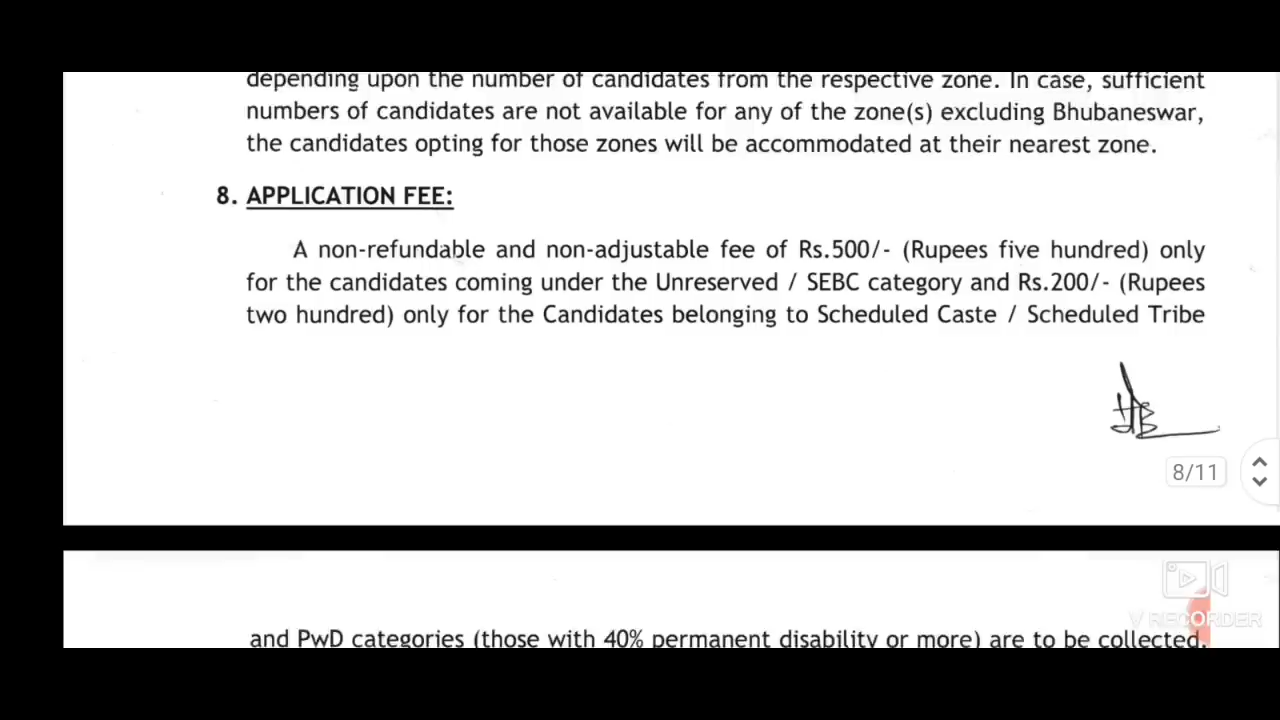 depending upon the number of candidates from the respective zone. In case, sufficient
numbers of candidates are not available for any of the zone(s) excluding Bhubaneswar,
the candidates opting for those zones will be accommodated at their nearest zone.
8. APPLICATION FEE:
A non-refundable and non-adjustable fee of Rs.500/- (Rupees five hundred) only
for the candidates coming under the Unreserved / SEBC category and Rs.200/- (Rupees
two hundred) only for the Candidates belonging to Scheduled Caste / Scheduled Tribe
8/11
V RECORDER
and PwD categories (those with 40% permanent disability or more) are to be collected.